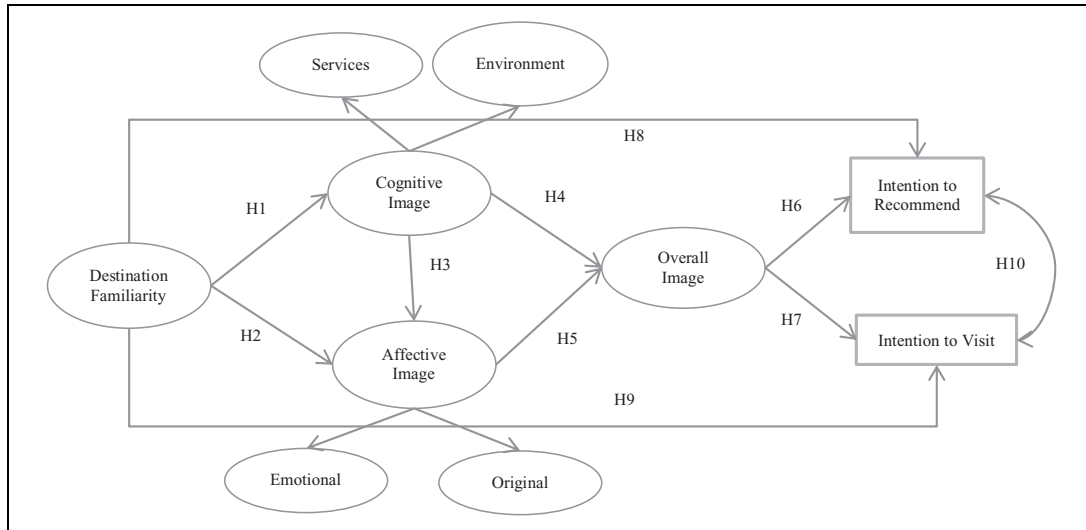 Services
Environment
H8
Cognitive
Image
Intention to
Recommend
H1
H4
H6
Destination
Familiarity
H3
Overall
Image
H10
H2
H5
H7
Affective
Image
Intention to Visit
H9
Emotional
Original